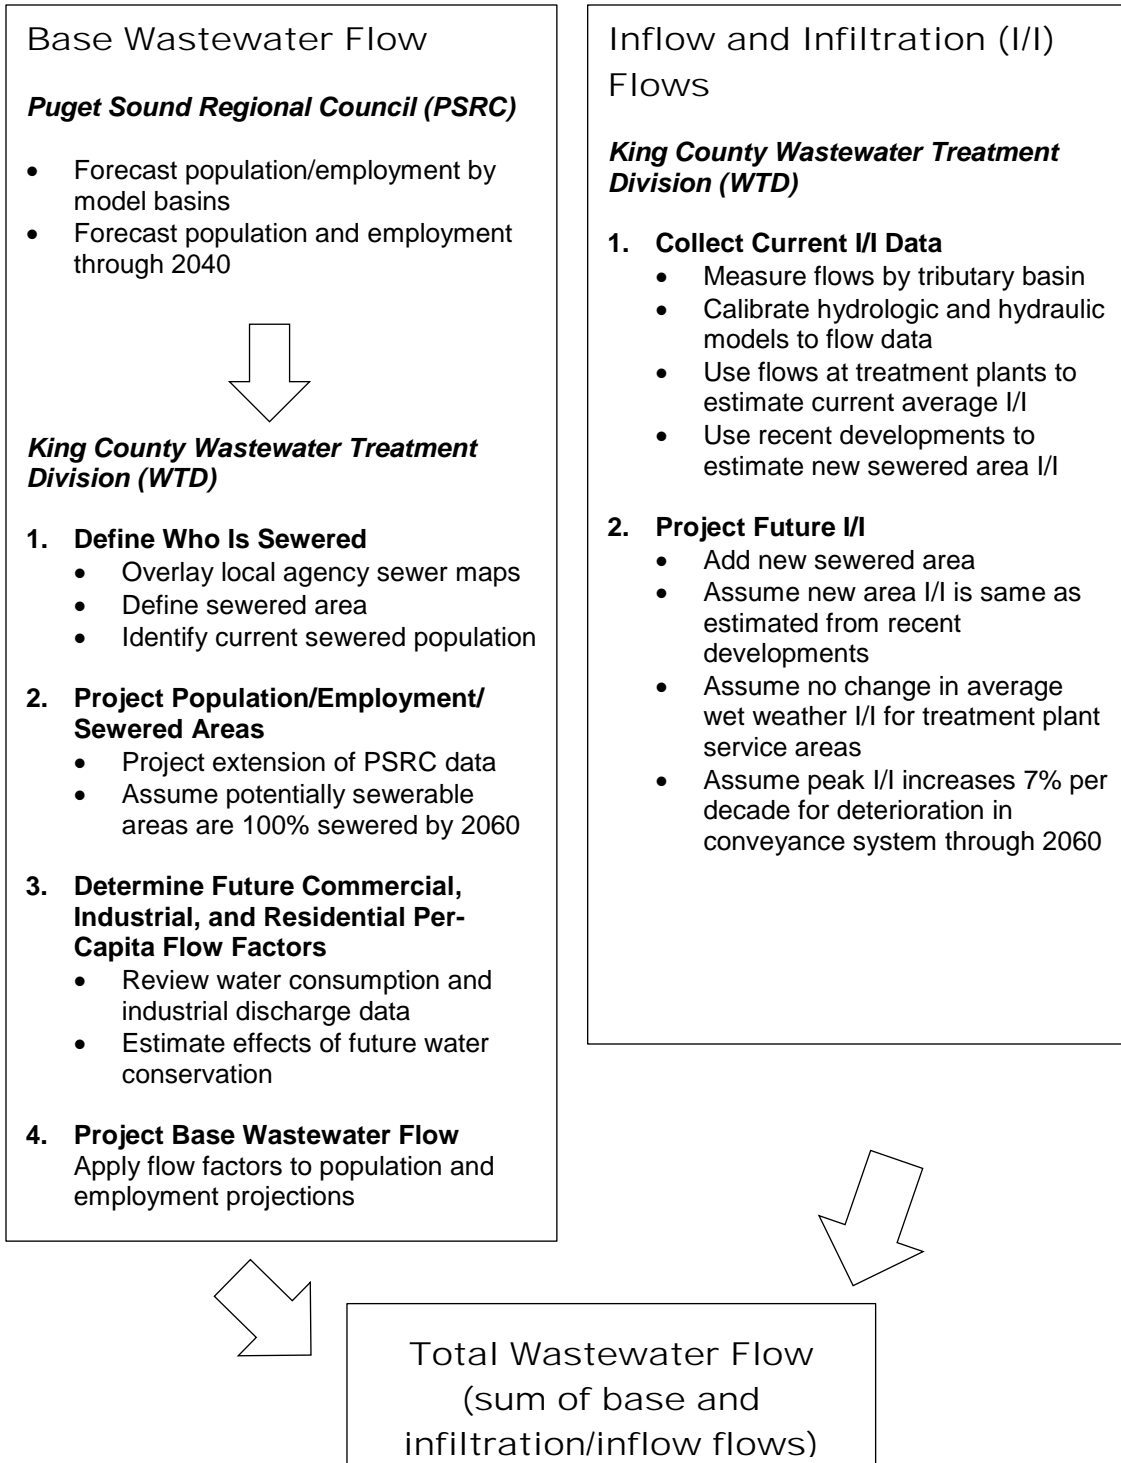 Base Wastewater Flow
Puget Sound Regional Council (PSRC)
• Forecast population/employment by
model basins
• Forecast population and employment
through 2040
King County Wastewater Treatment
Division (WTD)
1. Define Who Is Sewered
• Overlay local agency sewer maps
• Define sewered area
• Identify current sewered population
2. Project Population/Employment/
Sewered Areas
• Project extension of PSRC data
• Assume potentially sewerable
areas are 100% sewered by 2060
3. Determine Future Commercial,
Industrial, and Residential Per-
Capita Flow Factors
• Review water consumption and
industrial discharge data
• Estimate effects of future water
conservation
4. Project Base Wastewater Flow
Apply flow factors to population and
employment projections
Inflow and Infiltration (I/I)
Flows
King County Wastewater Treatment
Division (WTD)
1. Collect Current I/I Data
• Measure flows by tributary basin
• Calibrate hydrologic and hydraulic
models to flow data
• Use flows at treatment plants to
estimate current average I/I
• Use recent developments to
estimate new sewered area I/I
2. Project Future I/I
• Add new sewered area
• Assume new area I/I is same as
estimated from recent
developments
• Assume no change in average
wet weather I/I for treatment plant
service areas
• Assume peak I/I increases 7% per
decade for deterioration in
conveyance system through 2060
Total Wastewater Flow
(sum of base and
infiltration/inflow flows)